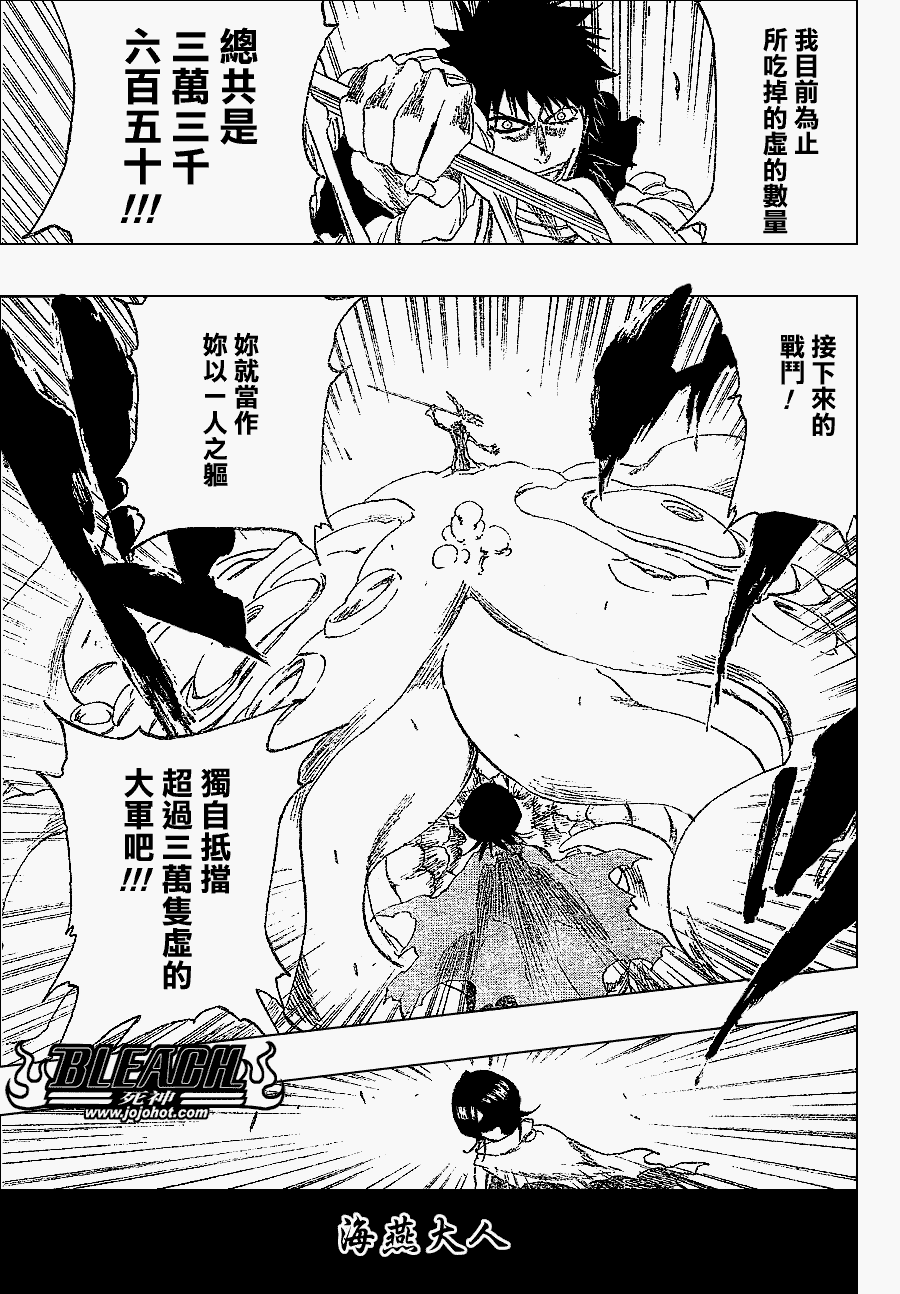 我目前為止
所吃掉的虛的數量
總共是
三萬三千
六百五十!!!
接下來的
戰鬥！
妳就當作
妳以一人之軀
獨自抵擋
超過三萬隻虛的
大軍吧!!!
BLEACH
死神
www.jojohot.com
海燕大人